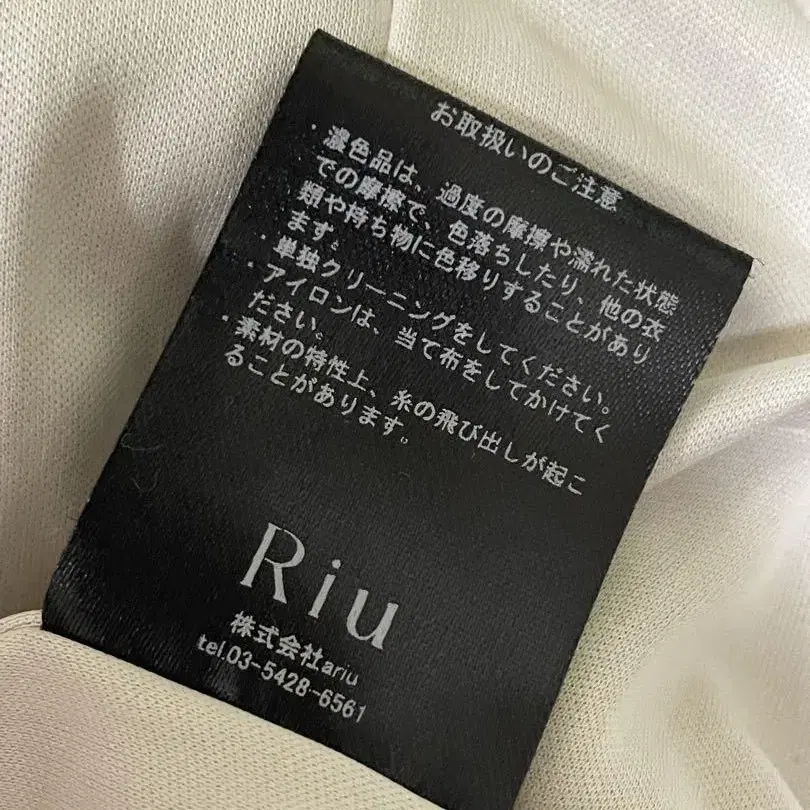 お取扱いのご注意
・濃色品は、過度の摩擦や濡れた状態
での摩擦で、色落ちしたり、他の衣
類や持ち物に色移りすることがあり
ます。
・単独クリーニングをしてください。
・アイロンは、当て布をしてかけてく
ださい。
・素材の特性上、糸の飛び出しが起こ
ることがあります。
Riu
株式会社ariu
tel.03-5428-6561